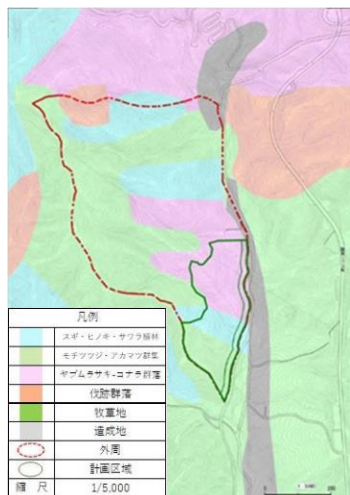 凡例
スギ・ヒノキ・サワラ植林
モチツツジ-アカマツ群集
ヤブムラサキ-コナラ群落
伐跡群落
牧草地
造成地
外周
計画区域
縮 尺 1/5,000